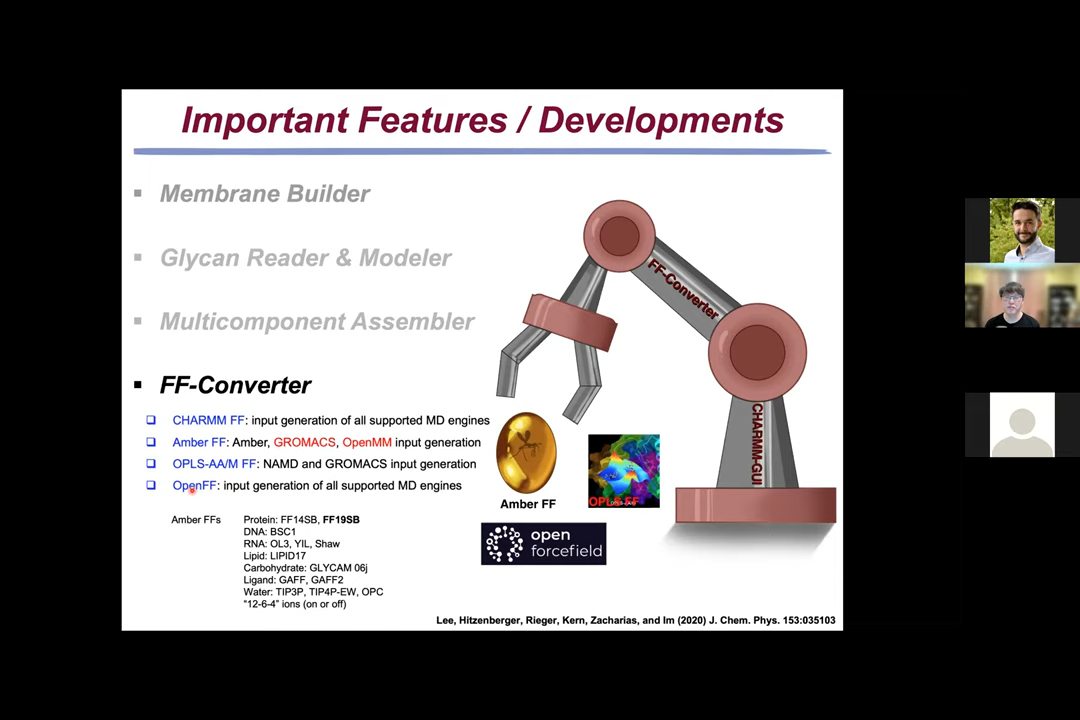 Important Features / Developments
▪ Membrane Builder
▪ Glycan Reader & Modeler
▪ Multicomponent Assembler
▪ FF-Converter
❑ CHARMM FF: input generation of all supported MD engines
❑ Amber FF: Amber, GROMACS, OpenMM input generation
❑ OPLS-AA/M FF: NAMD and GROMACS input generation
❑ OpenFF: input generation of all supported MD engines
Amber FFs
Protein: FF14SB, FF19SB
DNA: BSC1
RNA: OL3, YIL, Shaw
Lipid: LIPID17
Carbohydrate: GLYCAM 06j
Ligand: GAFF, GAFF2
Water: TIP3P, TIP4P-EW, OPC
"12-6-4" ions (on or off)
FF-Converter
CHARMM-GUI
Amber FF
OPLS FF
open
forcefield
Lee, Hitzenberger, Rieger, Kern, Zacharias, and Im (2020) J. Chem. Phys. 153:035103